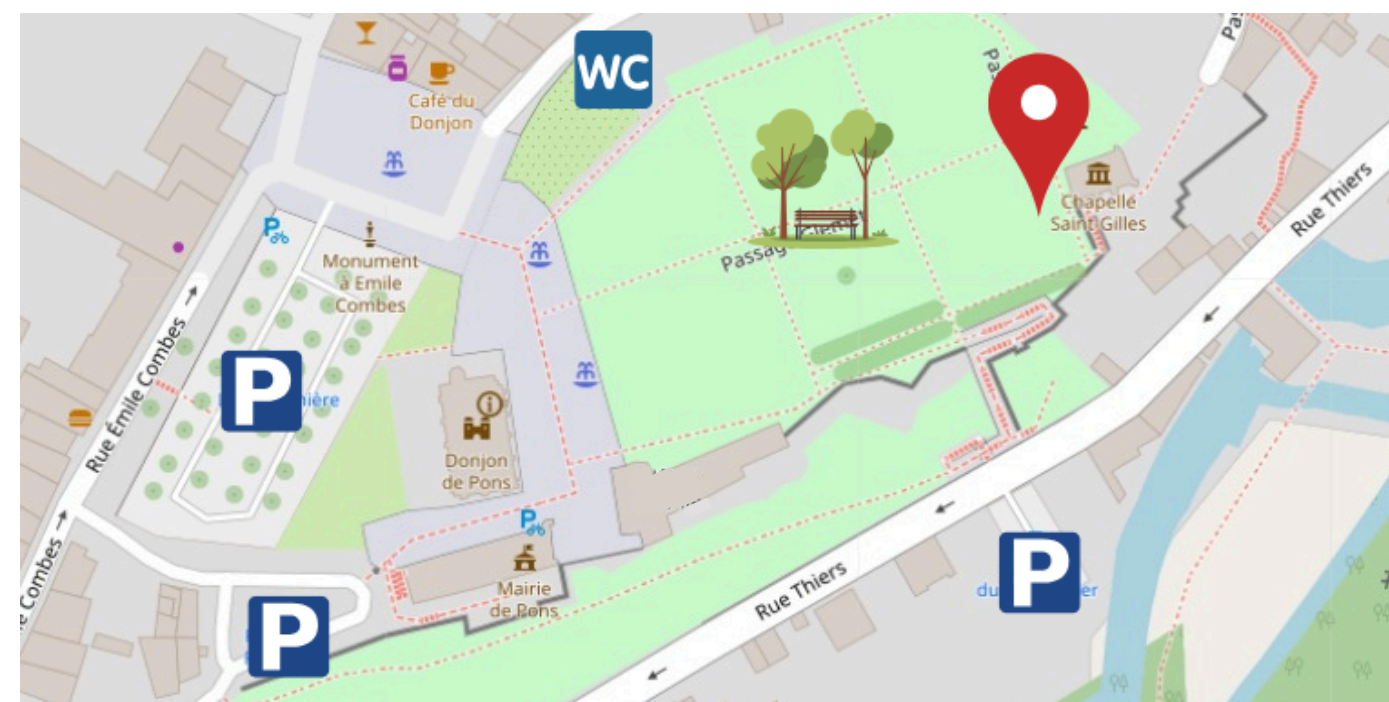 WC
Café du
Donjon
Chapelle
Saint Gilles
Rue Thiers
Monument
à Emile
Combes
Rue Émile Combes
P
Donjon
de Pons
P
Mairie
de Pons
Rue Thiers
P
Combes
P